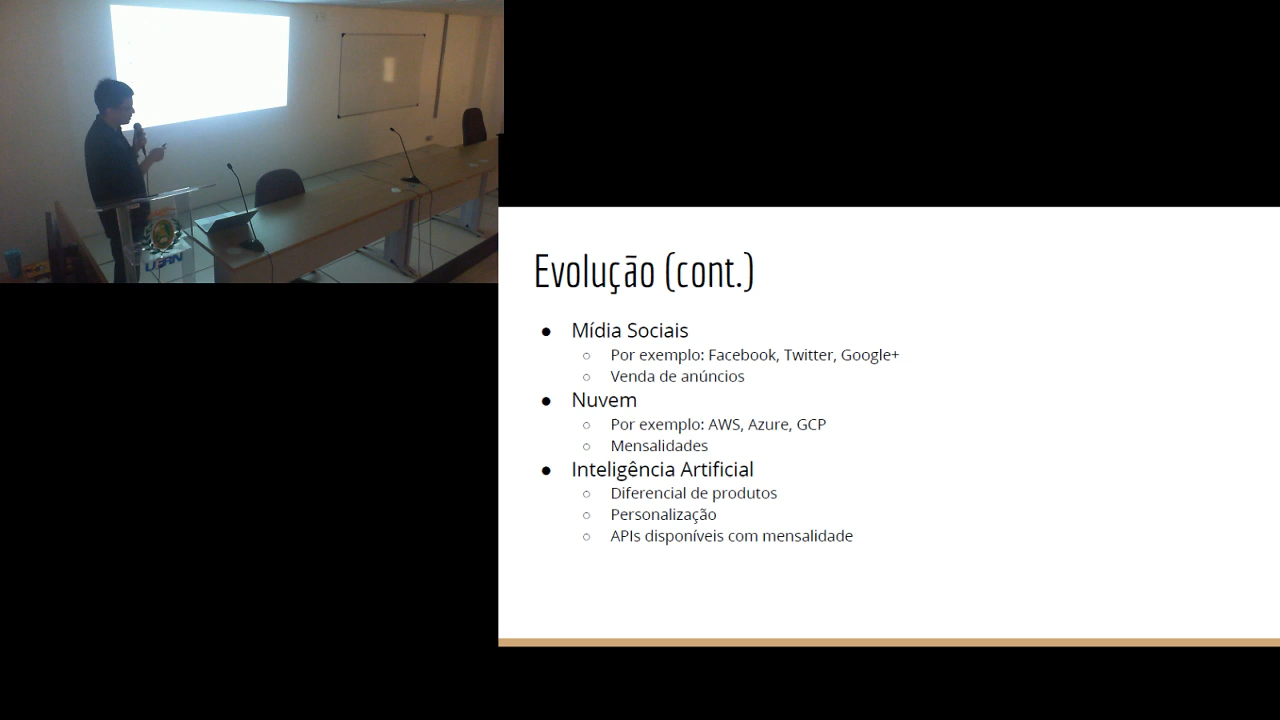 UERN
Evolução (cont.)
● Mídia Sociais
○ Por exemplo: Facebook, Twitter, Google+
○ Venda de anúncios
● Nuvem
○ Por exemplo: AWS, Azure, GCP
○ Mensalidades
● Inteligência Artificial
○ Diferencial de produtos
○ Personalização
○ APIs disponíveis com mensalidade